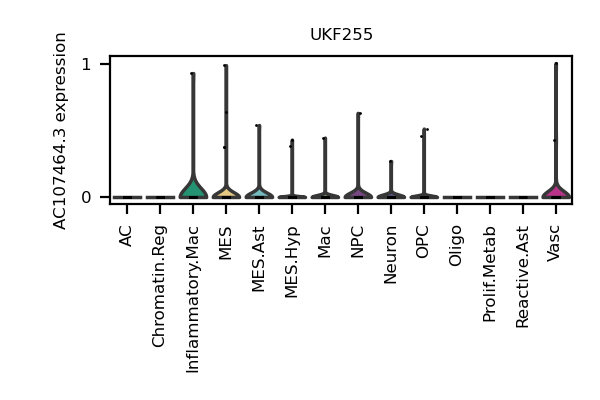 UKF255
AC107464.3 expression
1
0
AC
Chromatin.Reg
Inflammatory.Mac
MES
MES.Ast
MES.Hyp
Mac
NPC
Neuron
OPC
Oligo
Prolif.Metab
Reactive.Ast
Vasc